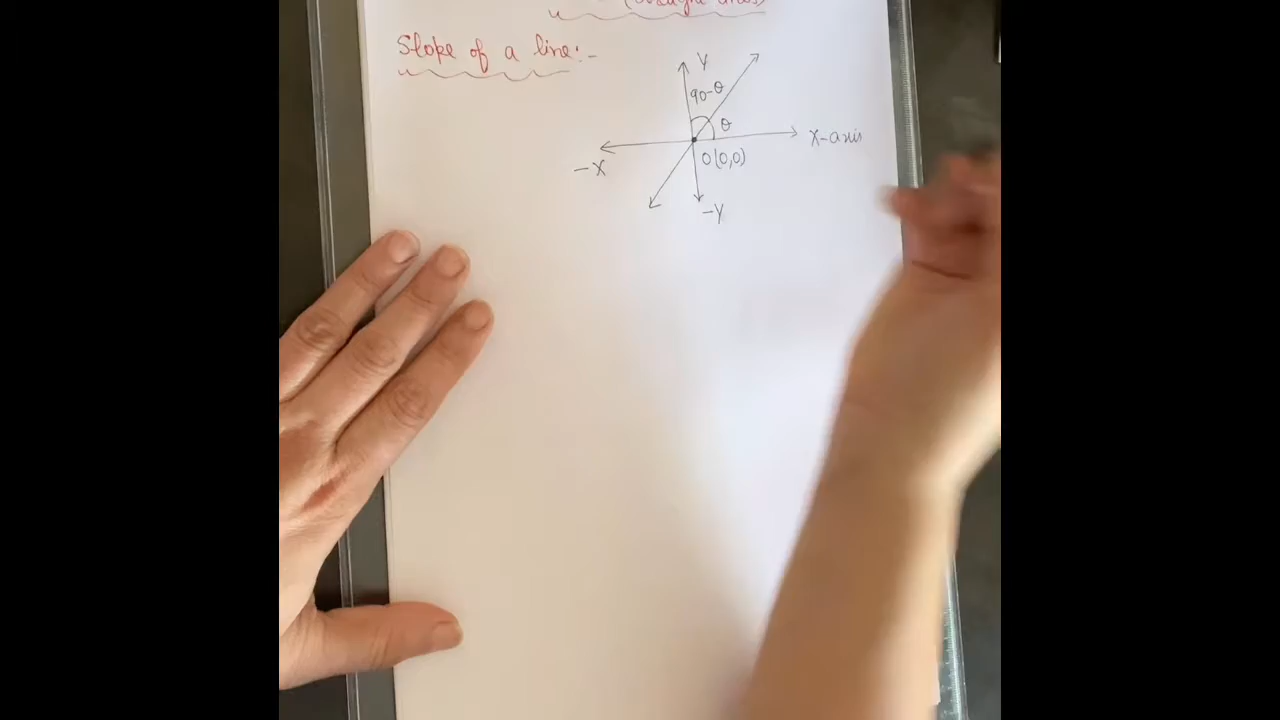 Slope of a line:-
Y
90-θ
θ
X-axis
O(0,0)
-X
-Y